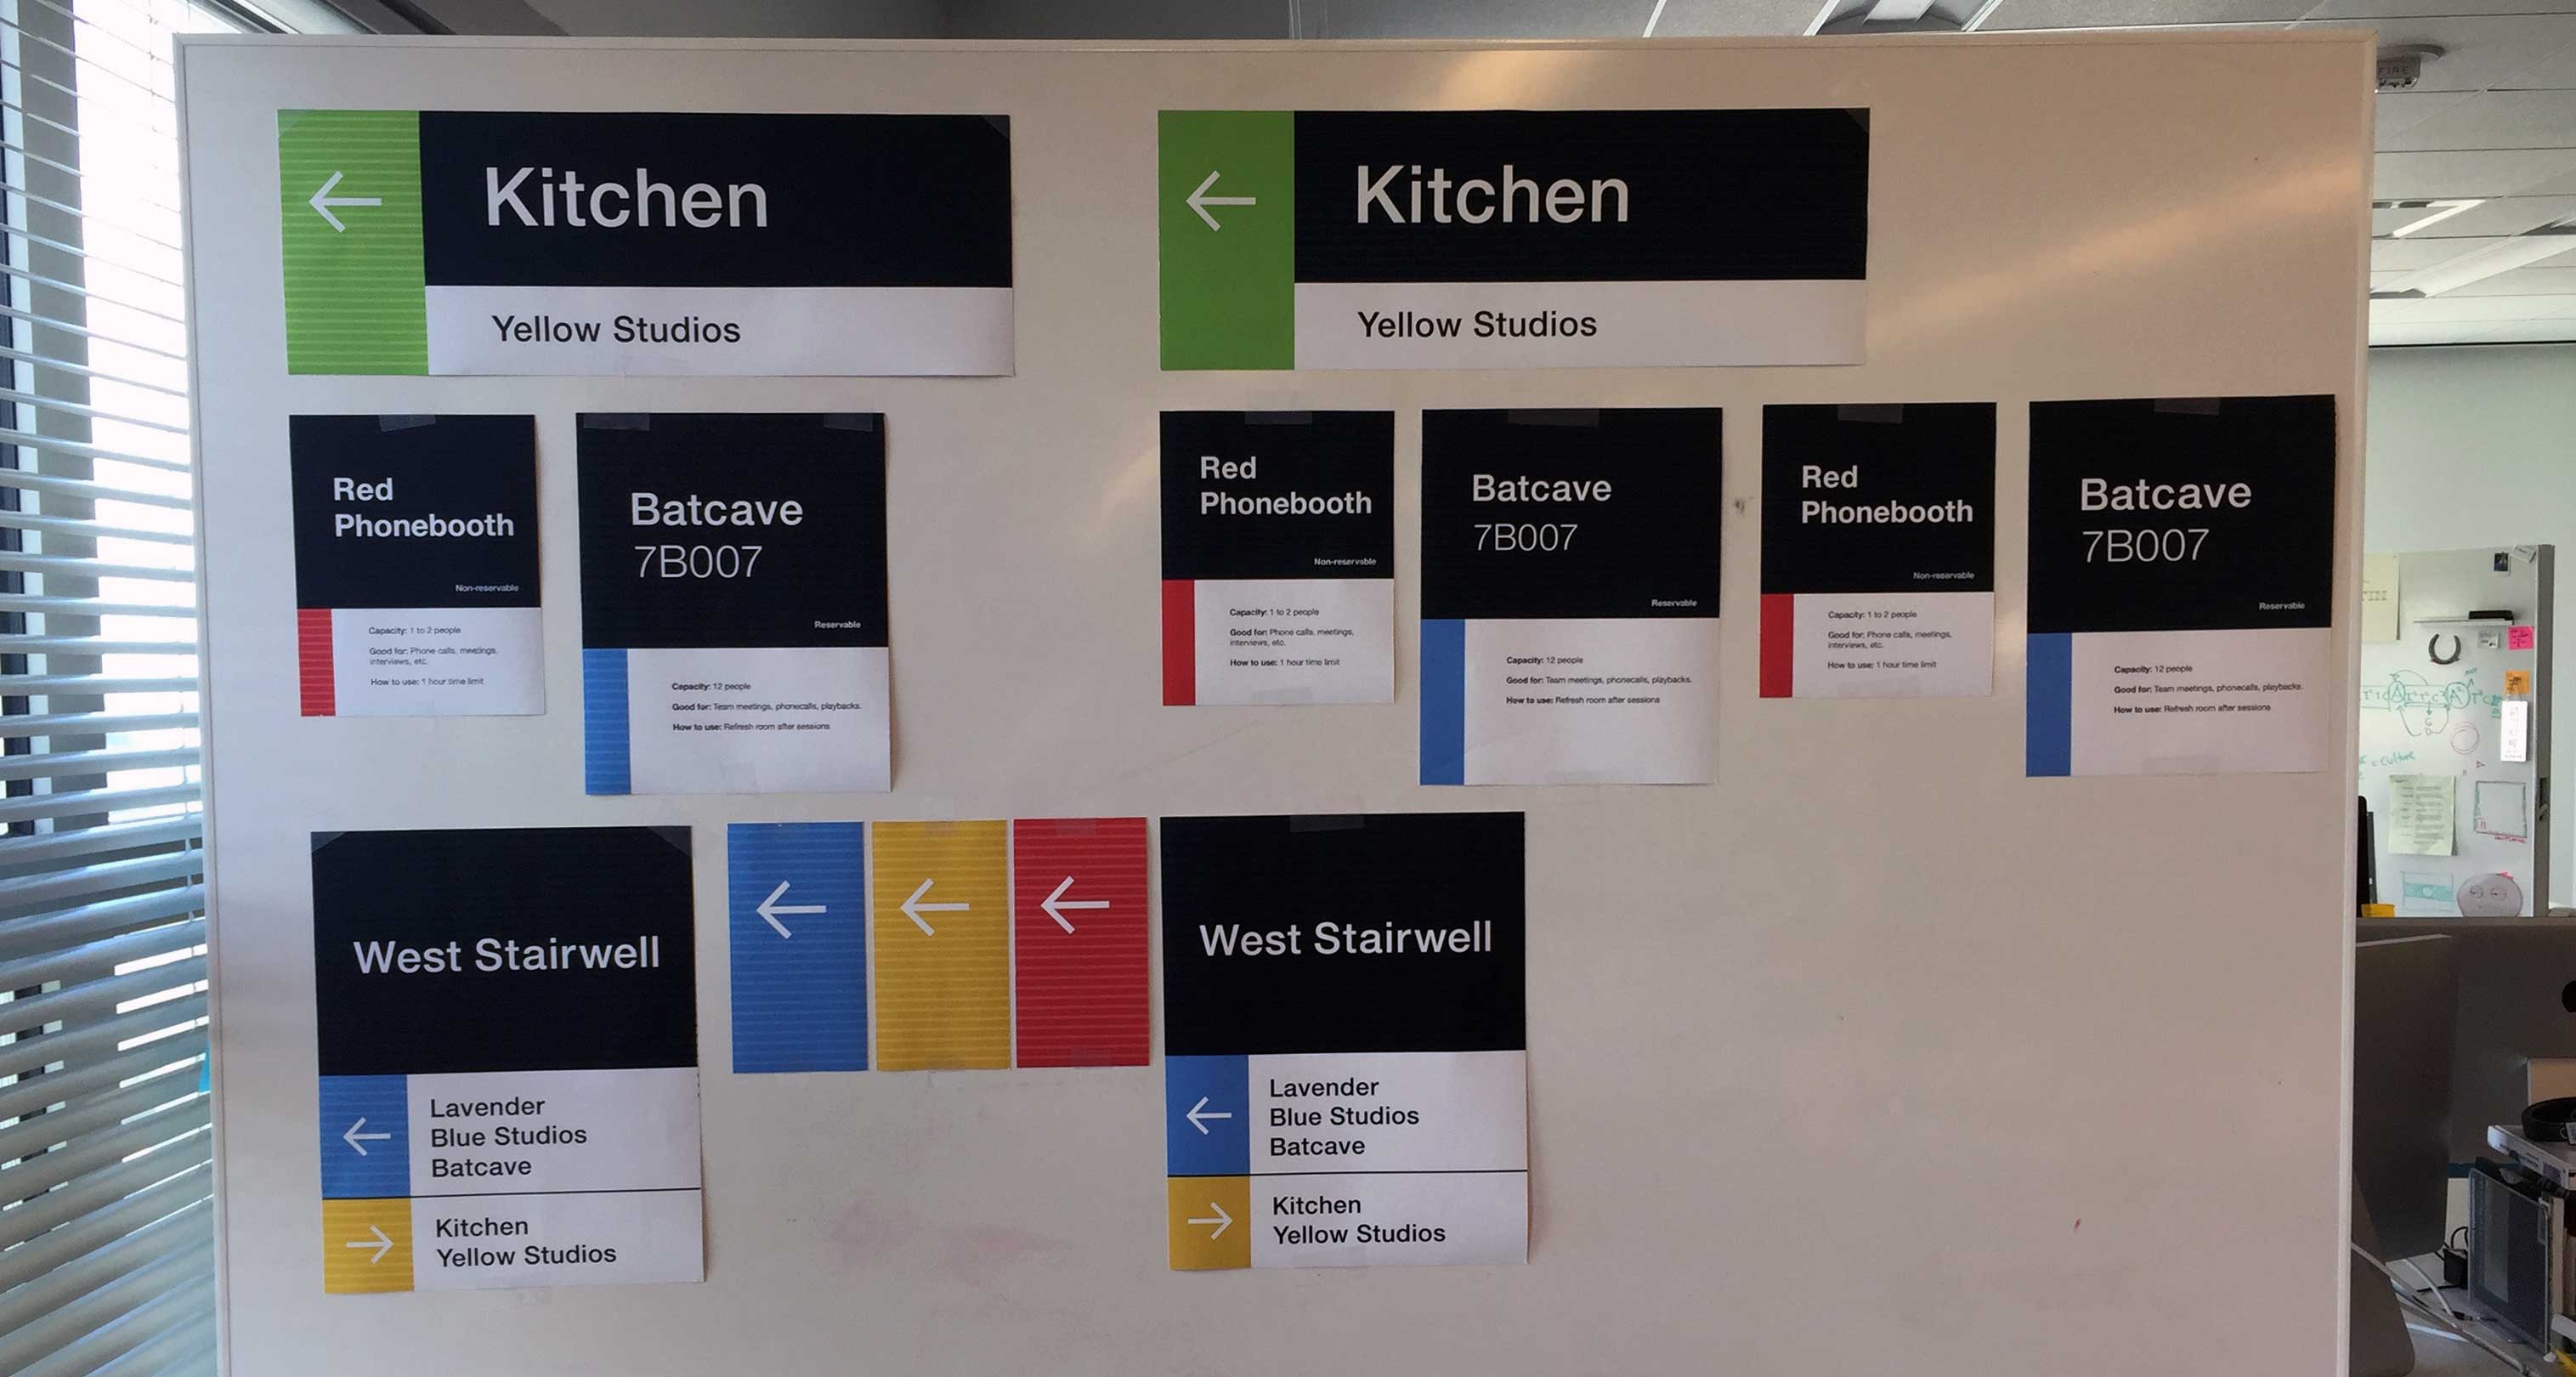 Kitchen
Yellow Studios
Kitchen
Yellow Studios
FIRE
Red
Phonebooth
Non-reservable
Capacity: 1 to 2 people
Good for: Phone calls, meetings,
interviews, etc.
How to use: 1 hour time limit
Batcave
7B007
Reservable
Capacity: 12 people
Good for: Team meetings, phonecalls, playbacks.
How to use: Refresh room after sessions
Red
Phonebooth
Non-reservable
Capacity: 1 to 2 people
Good for: Phone calls, meetings,
interviews, etc.
How to use: 1 hour time limit
Batcave
7B007
Reservable
Capacity: 12 people
Good for: Team meetings, phonecalls, playbacks.
How to use: Refresh room after sessions
Red
Phonebooth
Non-reservable
Capacity: 1 to 2 people
Good for: Phone calls, meetings,
interviews, etc.
How to use: 1 hour time limit
Batcave
7B007
Reservable
Capacity: 12 people
Good for: Team meetings, phonecalls, playbacks.
How to use: Refresh room after sessions
West Stairwell
Lavender
Blue Studios
Batcave
Kitchen
Yellow Studios
West Stairwell
Lavender
Blue Studios
Batcave
Kitchen
Yellow Studios
= culture